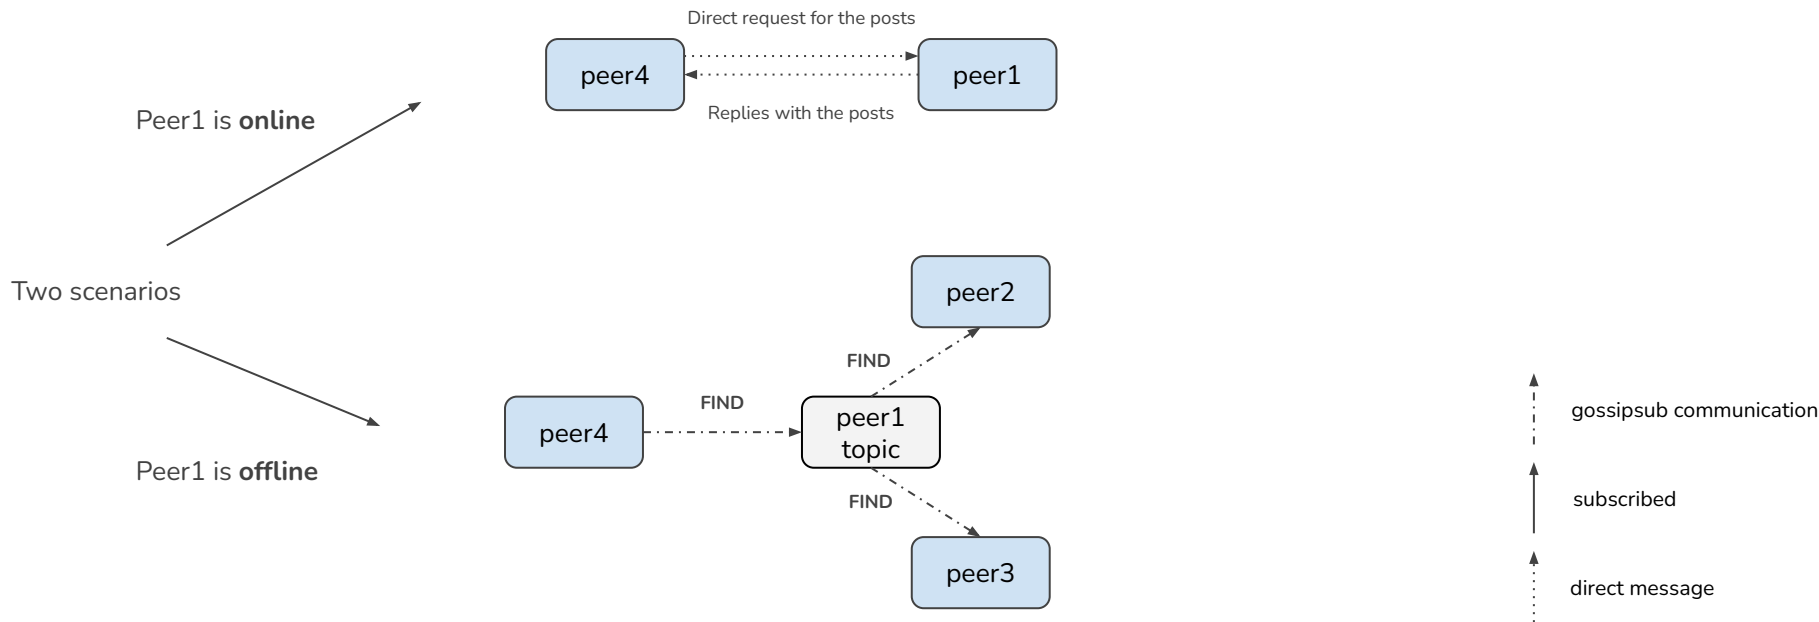 Direct request for the posts
peer4
peer1
Replies with the posts
Peer1 is online
Two scenarios
peer2
FIND
FIND
peer4
peer1
topic
FIND
peer3
Peer1 is offline
gossipsub communication
subscribed
direct message